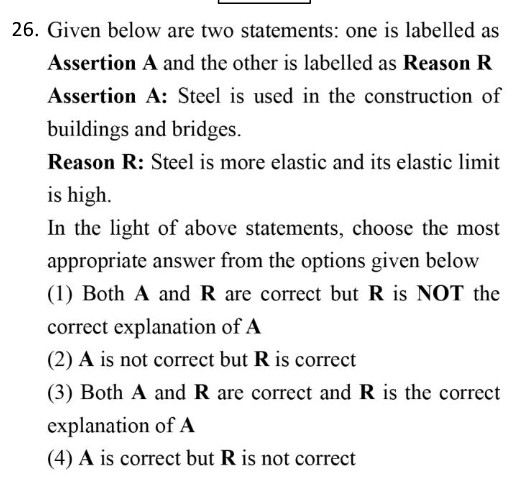 26. Given below are two statements: one is labelled as
Assertion A and the other is labelled as Reason R
Assertion A: Steel is used in the construction of
buildings and bridges.
Reason R: Steel is more elastic and its elastic limit
is high.
In the light of above statements, choose the most
appropriate answer from the options given below
(1) Both A and R are correct but R is NOT the
correct explanation of A
(2) A is not correct but R is correct
(3) Both A and R are correct and R is the correct
explanation of A
(4) A is correct but R is not correct